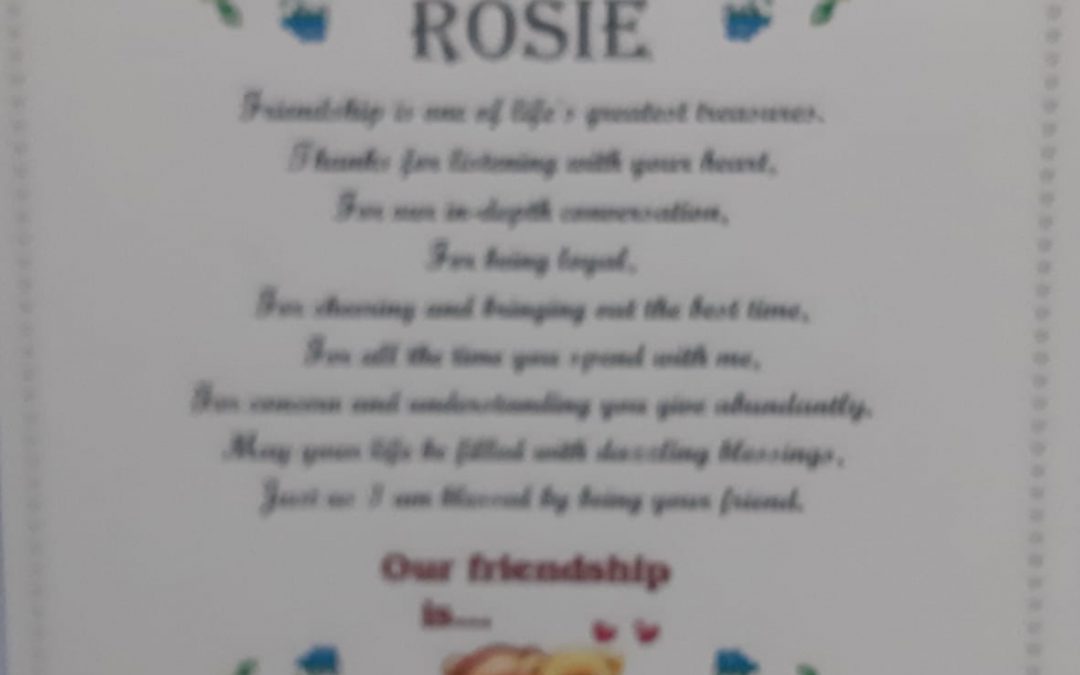 ROSIE
Friendship is one of life's greatest treasures.
Thanks for listening with your heart,
For our in-depth conversation,
For being loyal,
For cheering and bringing out the best time,
For all the time you spend with me,
For concern and understanding you give abundantly,
May your life be filled with dazzling blessings,
Just as I am blessed by being your friend.
Our friendship
is....